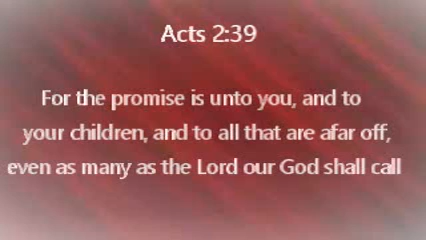 Acts 2:39
For the promise is unto you, and to
your children, and to all that are afar off,
even as many as the Lord our God shall call